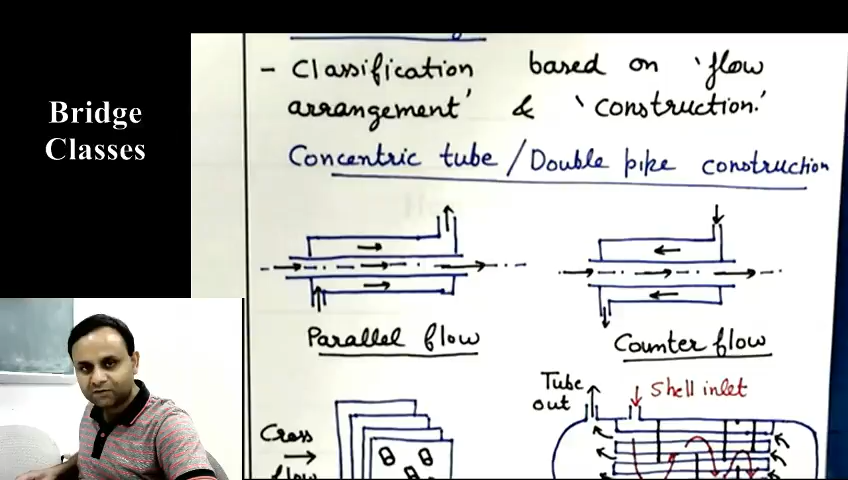 Bridge
Classes
- Classification based on 'flow
arrangement' & 'construction.'
Concentric tube / Double pipe construction
Parallel flow
Counter flow
Tube
out
Shell inlet
Cross
flow